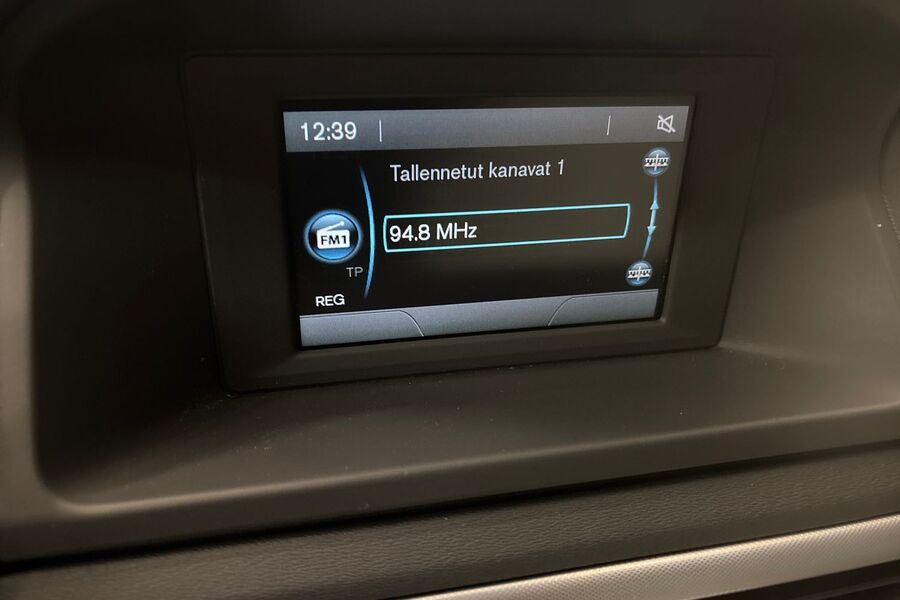 12:39
Tallennetut kanavat 1
FM1
94.8 MHz
TP
REG